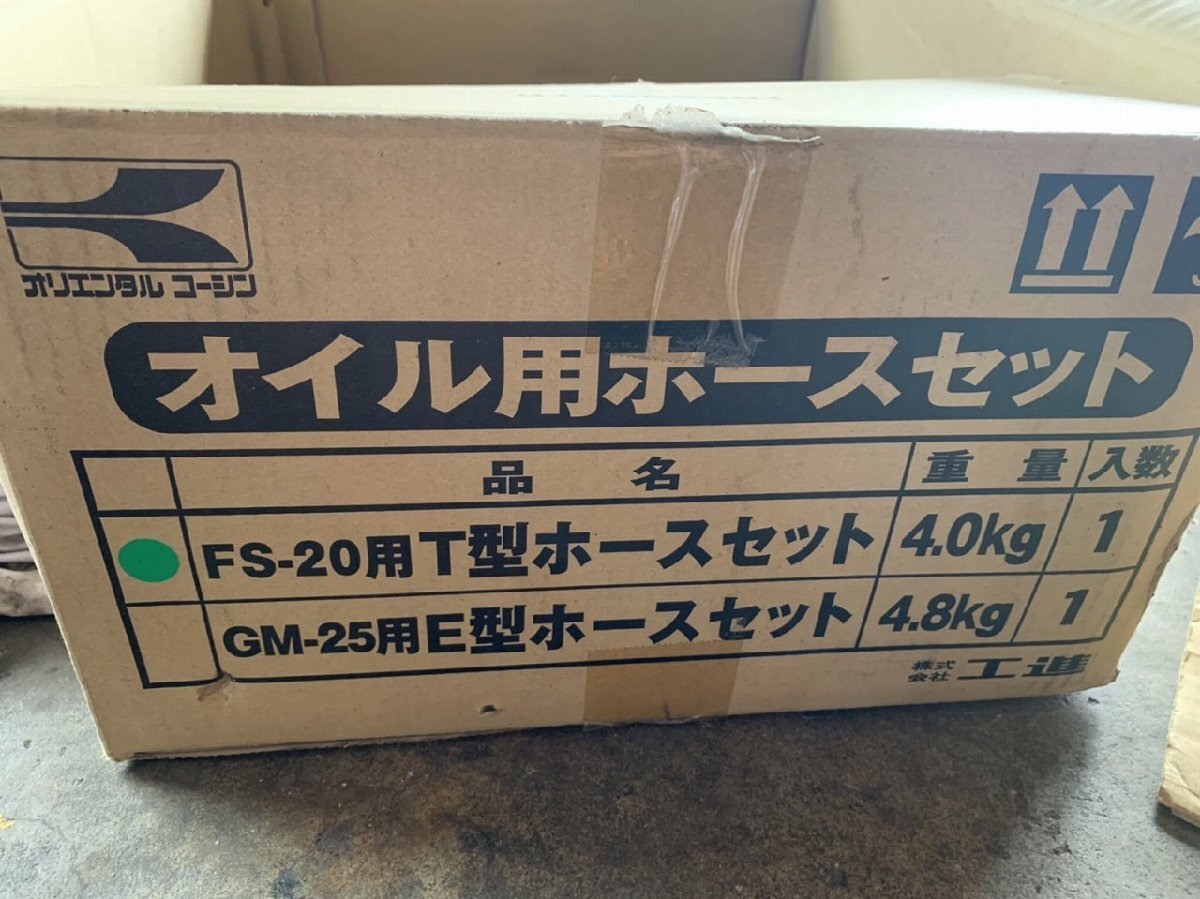 オリエンタル コーシン
オイル用ホースセット
品 名 重 量 入数
FS-20用T型ホースセット 4.0kg 1
GM-25用E型ホースセット 4.8kg 1
株式会社 工進